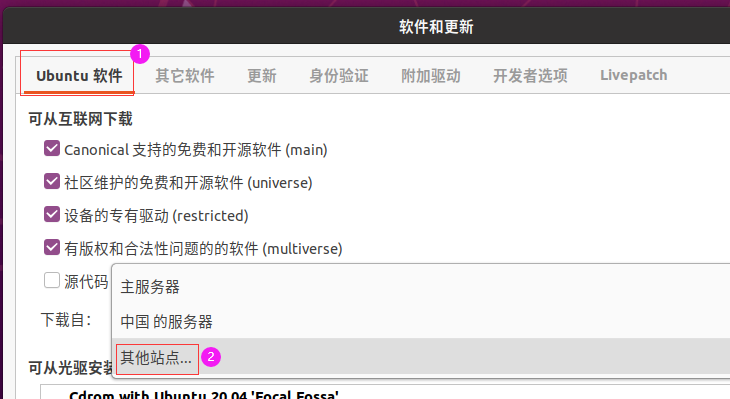 软件和更新
1
Ubuntu 软件 其它软件 更新 身份验证 附加驱动 开发者选项 Livepatch
可从互联网下载
Canonical 支持的免费和开源软件 (main)
社区维护的免费和开源软件 (universe)
设备的专有驱动 (restricted)
有版权和合法性问题的的软件 (multiverse)
源代码
主服务器
下载自：
中国 的服务器
其他站点... 2
可从光驱安装
Cdrom with Ubuntu 20.04 'Focal Fossa'